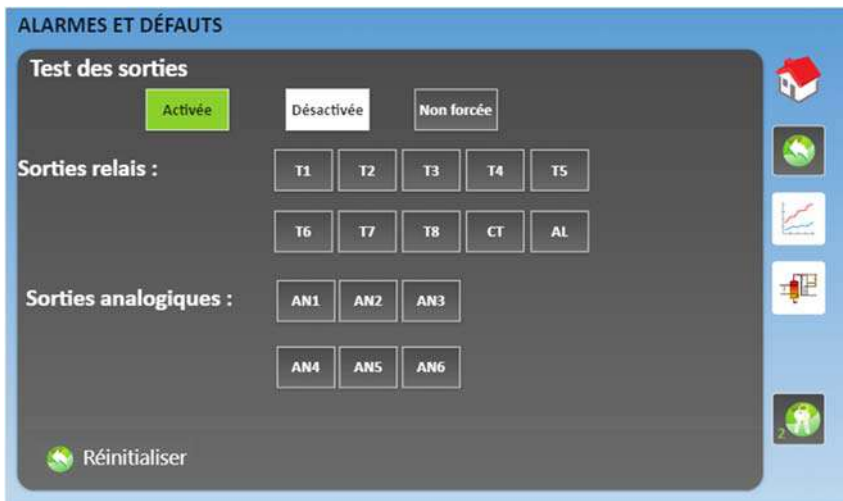 ALARMES ET DÉFAUTS
Test des sorties
Activée Désactivée Non forcée
Sorties relais : T1 T2 T3 T4 T5
T6 T7 T8 CT AL
Sorties analogiques : AN1 AN2 AN3
AN4 AN5 AN6
2
Réinitialiser